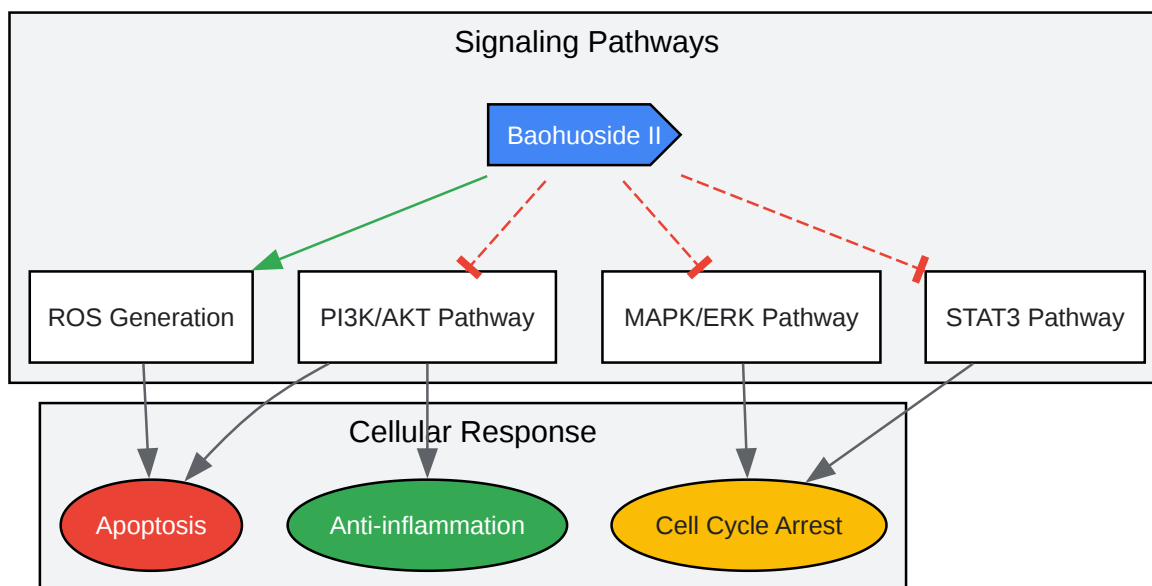 Signaling Pathways
Baohuoside II
ROS Generation
PI3K/AKT Pathway
MAPK/ERK Pathway
STAT3 Pathway
Cellular Response
Apoptosis
Anti-inflammation
Cell Cycle Arrest